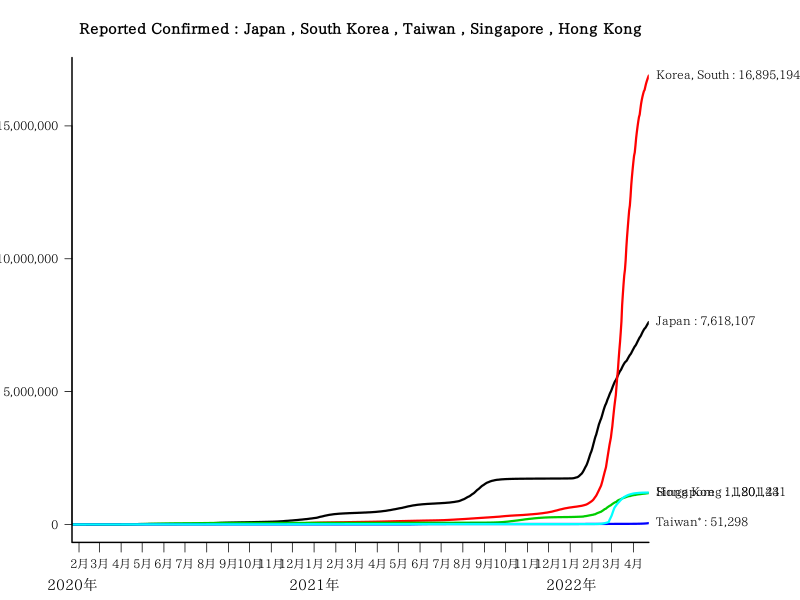 Reported Confirmed : Japan , South Korea , Taiwan , Singapore , Hong Kong
Korea, South : 16,895,194
15,000,000
10,000,000
Japan : 7,618,107
5,000,000
0
Taiwan* : 51,298
2月 3月 4月 5月 6月 7月 8月 9月 10月 11月 12月 1月 2月 3月 4月 5月 6月 7月 8月 9月 10月 11月 12月 1月 2月 3月 4月
2020年 2021年 2022年